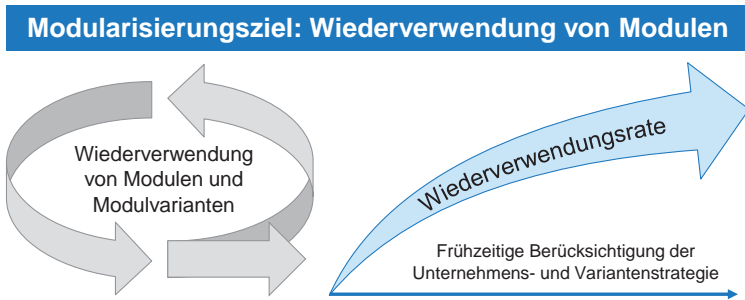 Modularisierungsziel: Wiederverwendung von Modulen
Wiederverwendung
von Modulen und
Modulvarianten
Wiederverwendungsrate
Frühzeitige Berücksichtigung der
Unternehmens- und Variantenstrategie